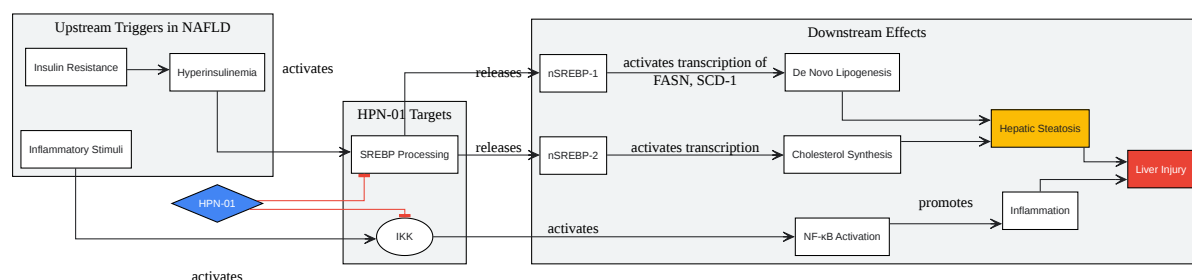 Upstream Triggers in NAFLD
Insulin Resistance
Hyperinsulinemia
Inflammatory Stimuli
activates
HPN-01
activates
HPN-01 Targets
SREBP Processing
IKK
releases
releases
activates
Downstream Effects
nSREBP-1
activates transcription of
FASN, SCD-1
De Novo Lipogenesis
nSREBP-2
activates transcription
Cholesterol Synthesis
Hepatic Steatosis
Liver Injury
NF-κB Activation
promotes
Inflammation